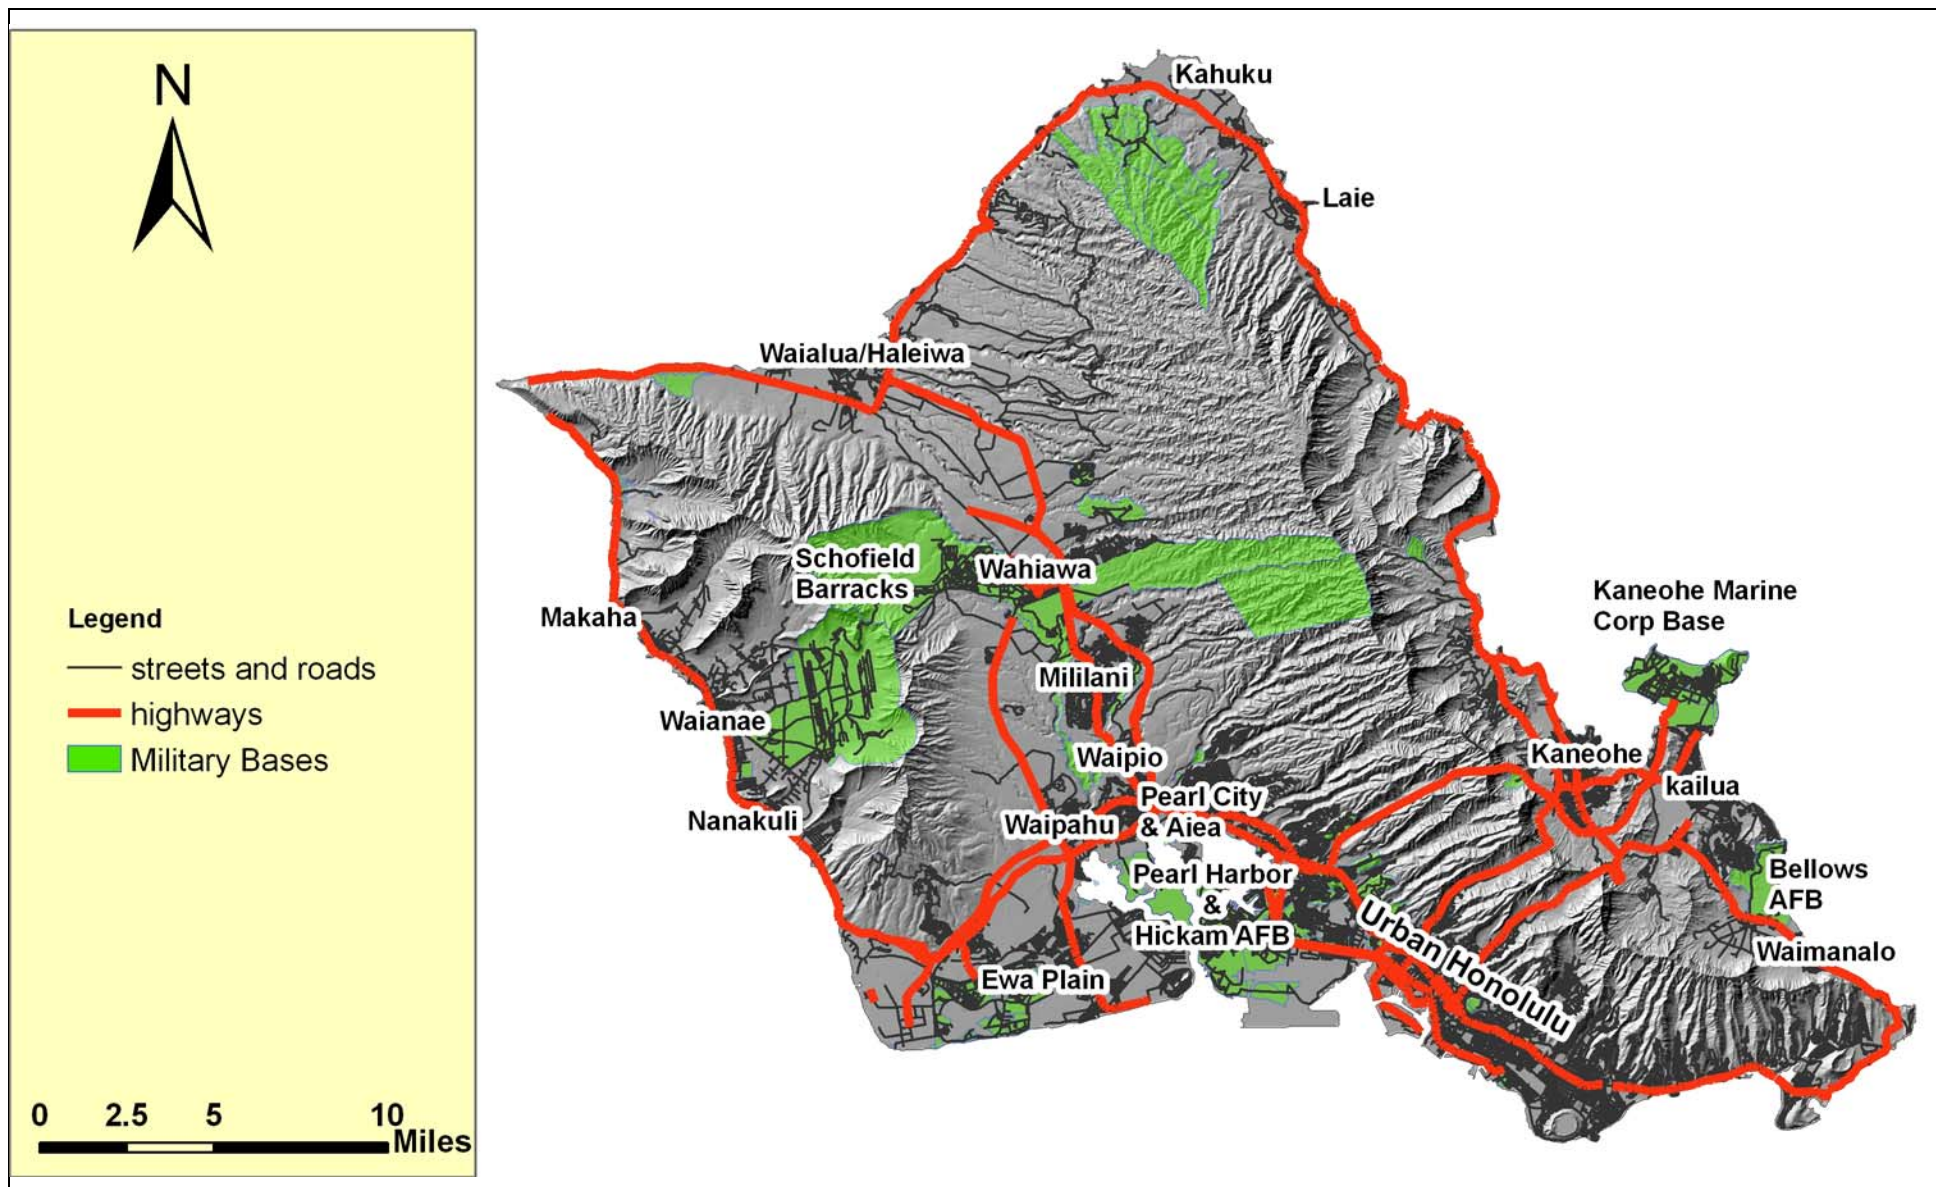 N
Legend
streets and roads
highways
Military Bases
0 2.5 5 10
Miles
Kahuku
Laie
Waialua/Haleiwa
Schofield
Barracks
Wahiawa
Kaneohe Marine
Corp Base
Makaha
Mililani
Waianae
Waipio
Kaneohe
kailua
Nanakuli
Waipahu
Pearl City
& Aiea
Pearl Harbor
&
Hickam AFB
Bellows
AFB
Urban Honolulu
Waimanalo
Ewa Plain